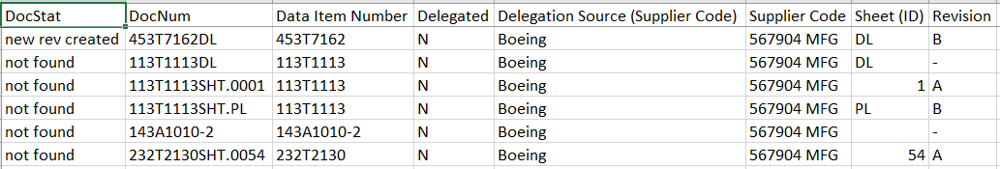 DocStat DocNum Data Item Number Delegated Delegation Source (Supplier Code) Supplier Code Sheet (ID) Revision
new rev created 453T7162DL 453T7162 N Boeing 567904 MFG DL B
not found 113T1113DL 113T1113 N Boeing 567904 MFG DL -
not found 113T1113SHT.0001 113T1113 N Boeing 567904 MFG 1 A
not found 113T1113SHT.PL 113T1113 N Boeing 567904 MFG PL B
not found 143A1010-2 143A1010-2 N Boeing 567904 MFG -
not found 232T2130SHT.0054 232T2130 N Boeing 567904 MFG 54 A